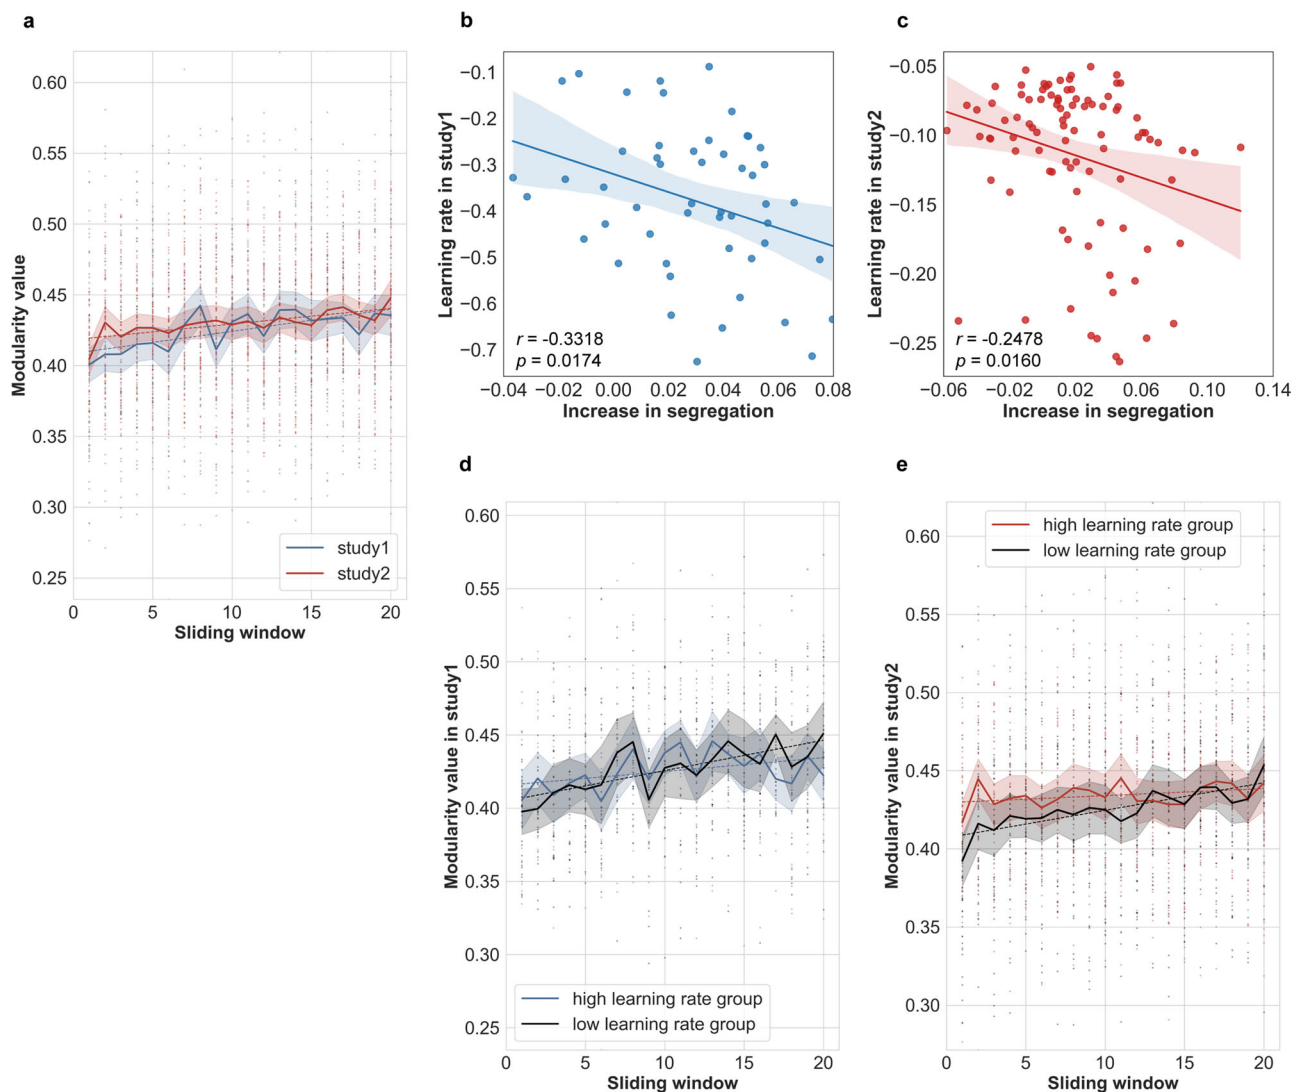 a
0.60
0.55
0.50
0.45
0.40
0.35
0.30
0.25
Modularity value
study1
study2
0
5
10
15
20
Sliding window
b
−0.1
−0.2
−0.3
−0.4
−0.5
−0.6
−0.7
Learning rate in study1
r = -0.3318
p = 0.0174
−0.04
−0.02
0.00
0.02
0.04
0.06
0.08
Increase in segregation
c
−0.05
−0.10
−0.15
−0.20
−0.25
Learning rate in study2
r = -0.2478
p = 0.0160
−0.06
−0.02
0.02
0.06
0.10
0.14
Increase in segregation
d
0.60
0.55
0.50
0.45
0.40
0.35
0.30
0.25
Modularity value in study1
high learning rate group
low learning rate group
0
5
10
15
20
Sliding window
e
high learning rate group
low learning rate group
0.60
0.55
0.50
0.45
0.40
0.35
0.30
Modularity value in study2
0
5
10
15
20
Sliding window